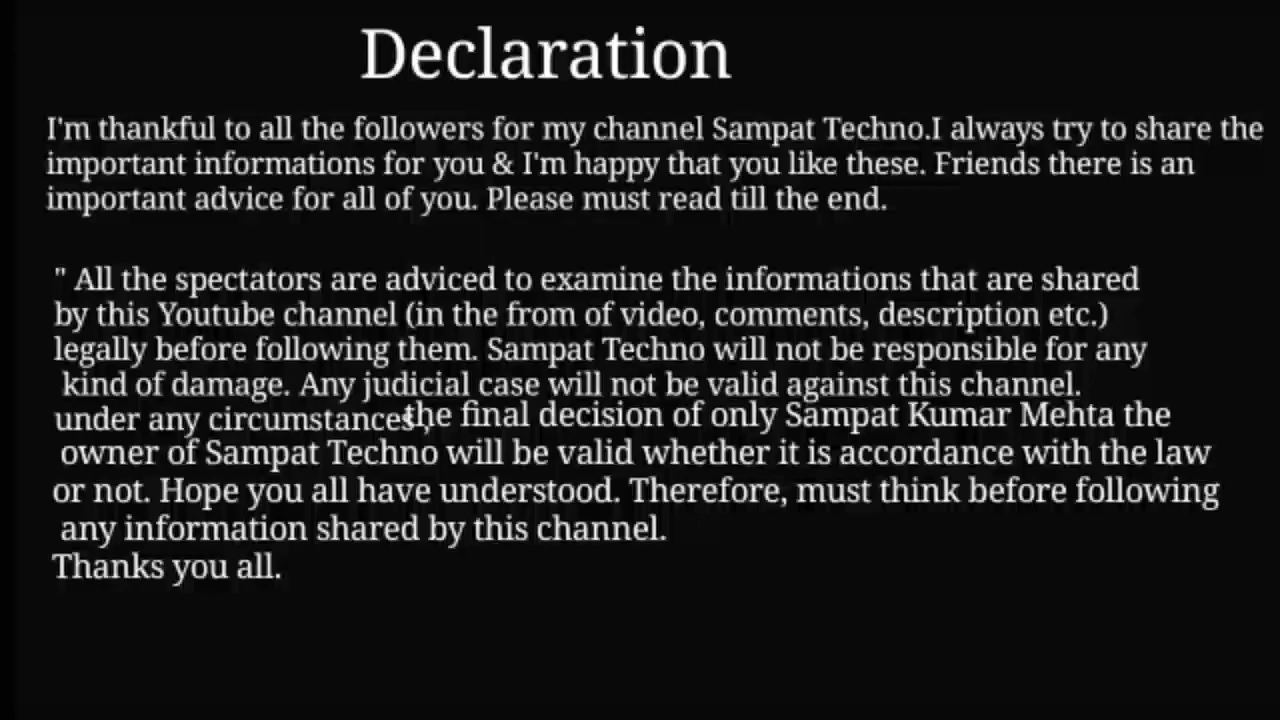 Declaration
I'm thankful to all the followers for my channel Sampat Techno.I always try to share the
important informations for you & I'm happy that you like these. Friends there is an
important advice for all of you. Please must read till the end.
" All the spectators are adviced to examine the informations that are shared
by this Youtube channel (in the from of video, comments, description etc.)
legally before following them. Sampat Techno will not be responsible for any
kind of damage. Any judicial case will not be valid against this channel.
under any circumstances, the final decision of only Sampat Kumar Mehta the
owner of Sampat Techno will be valid whether it is accordance with the law
or not. Hope you all have understood. Therefore, must think before following
any information shared by this channel.
Thanks you all.